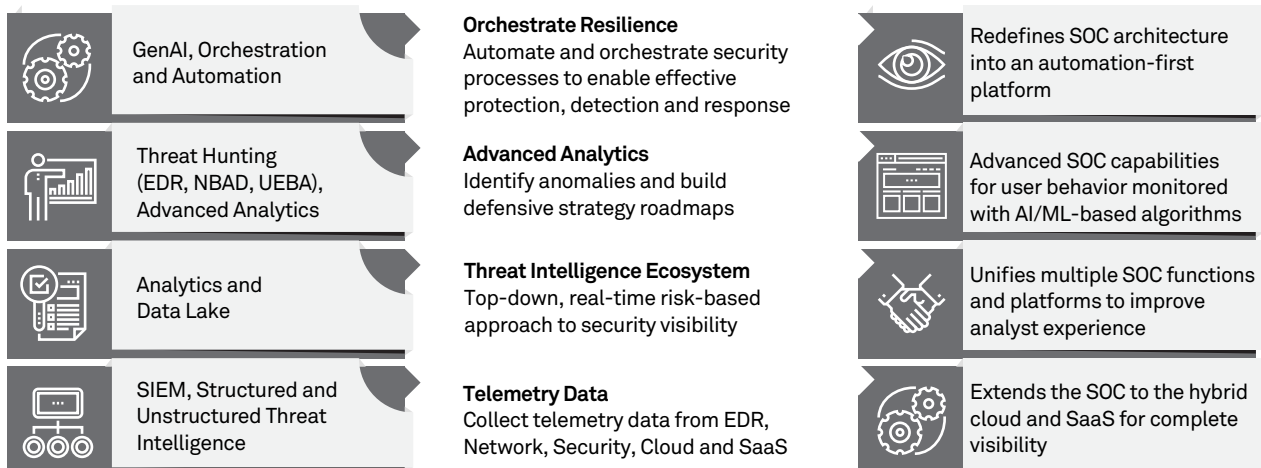 GenAI, Orchestration
and Automation
Orchestrate Resilience
Automate and orchestrate security
processes to enable effective
protection, detection and response
Redefines SOC architecture
into an automation-first
platform
Threat Hunting
(EDR, NBAD, UEBA),
Advanced Analytics
Advanced Analytics
Identify anomalies and build
defensive strategy roadmaps
Advanced SOC capabilities
for user behavior monitored
with AI/ML-based algorithms
Analytics and
Data Lake
Threat Intelligence Ecosystem
Top-down, real-time risk-based
approach to security visibility
Unifies multiple SOC functions
and platforms to improve
analyst experience
SIEM, Structured and
Unstructured Threat
Intelligence
Telemetry Data
Collect telemetry data from EDR,
Network, Security, Cloud and SaaS
Extends the SOC to the hybrid
cloud and SaaS for complete
visibility